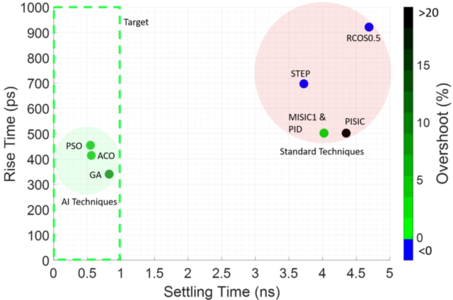 1000
900
800
700
600
500
400
300
200
100
0
Rise Time (ps)
Target
RCOS0.5
STEP
MISIC1 &
PID
PISIC
Standard Techniques
PSO
ACO
GA
AI Techniques
0 0.5 1 1.5 2 2.5 3 3.5 4 4.5 5
Settling Time (ns)
>20
15
10
5
0
<0
Overshoot (%)